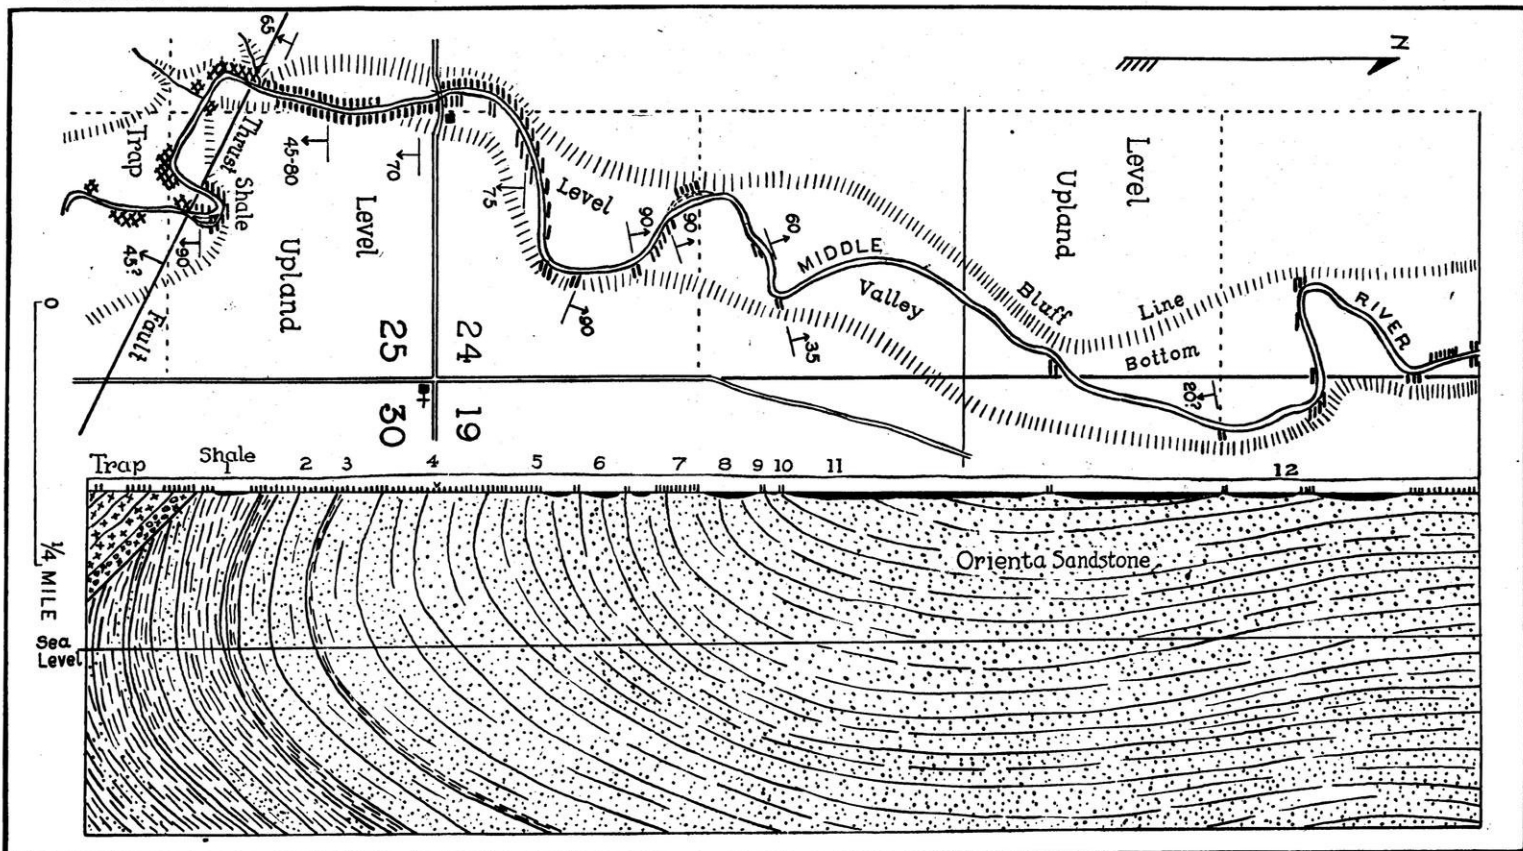 N
65
Trap
Thrust
Shale
Fault
45-80
70
Level
Upland
90
45?
75
Level
90
90
60
90
35
MIDDLE
Valley
Level
Upland
Bluff
Line
Bottom
RIVER
20?
25
24
30
19
0
1/4 MILE
Trap
Shale
1
2
3
4
5
6
7
8
9
10
11
12
x
Orienta Sandstone
Sea
Level